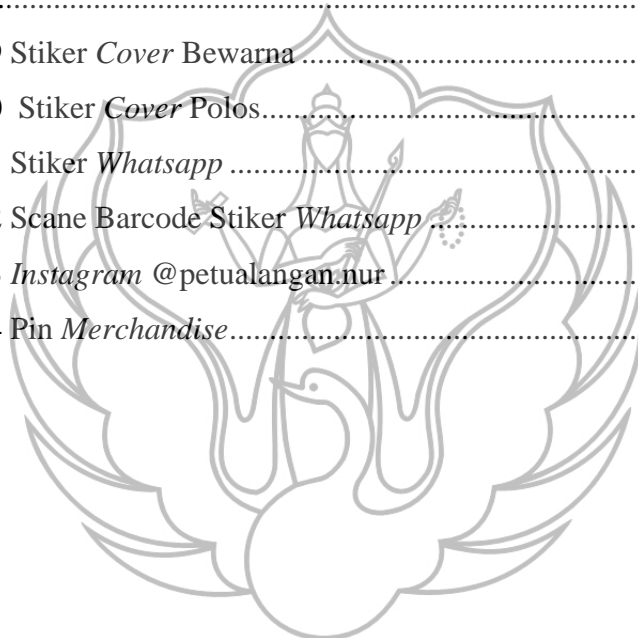 Stiker Cover Bewarna ......................................................
Stiker Cover Polos......................................................
Stiker Whatsapp ......................................................
Scane Barcode Stiker Whatsapp ......................................................
Instagram @petualangan.nur ......................................................
Pin Merchandise......................................................